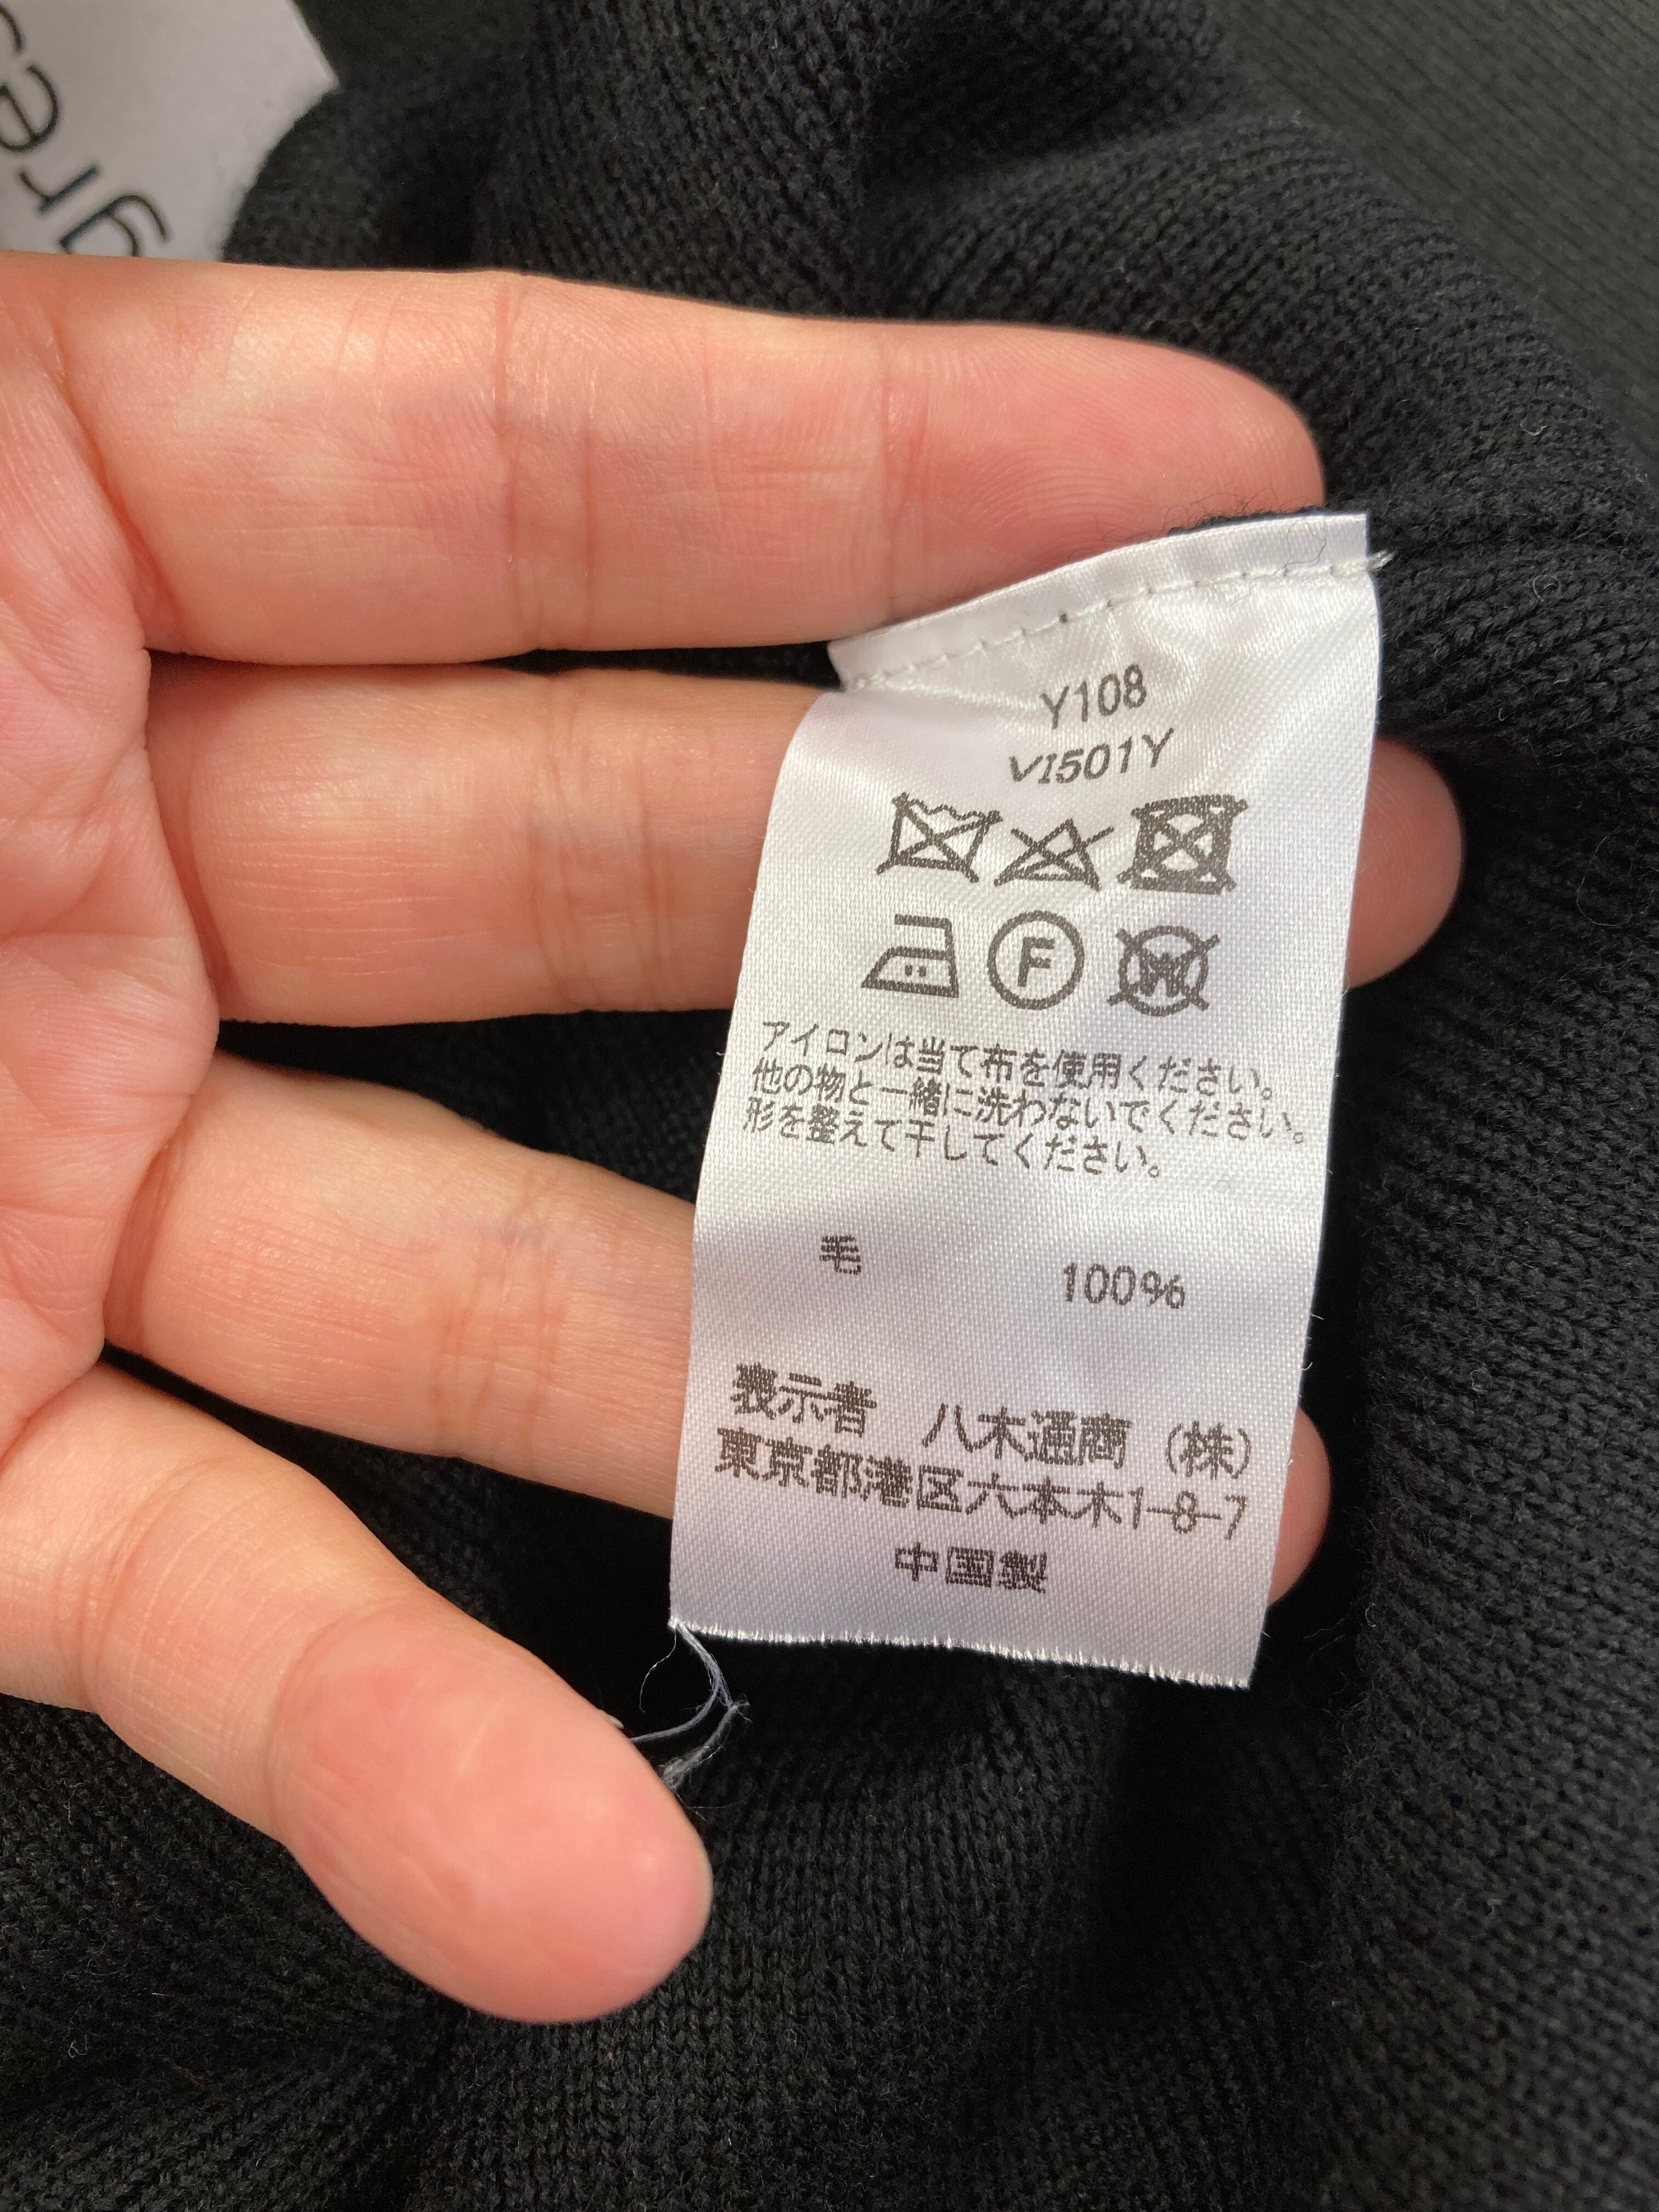 gres
Y108
VI501Y
F
W
アイロンは当て布を使用ください。
他の物と一緒に洗わないでください。
形を整えて干してください。
毛 100%
表示者 八木通商 (株)
東京都港区六本木1-8-7
中国製